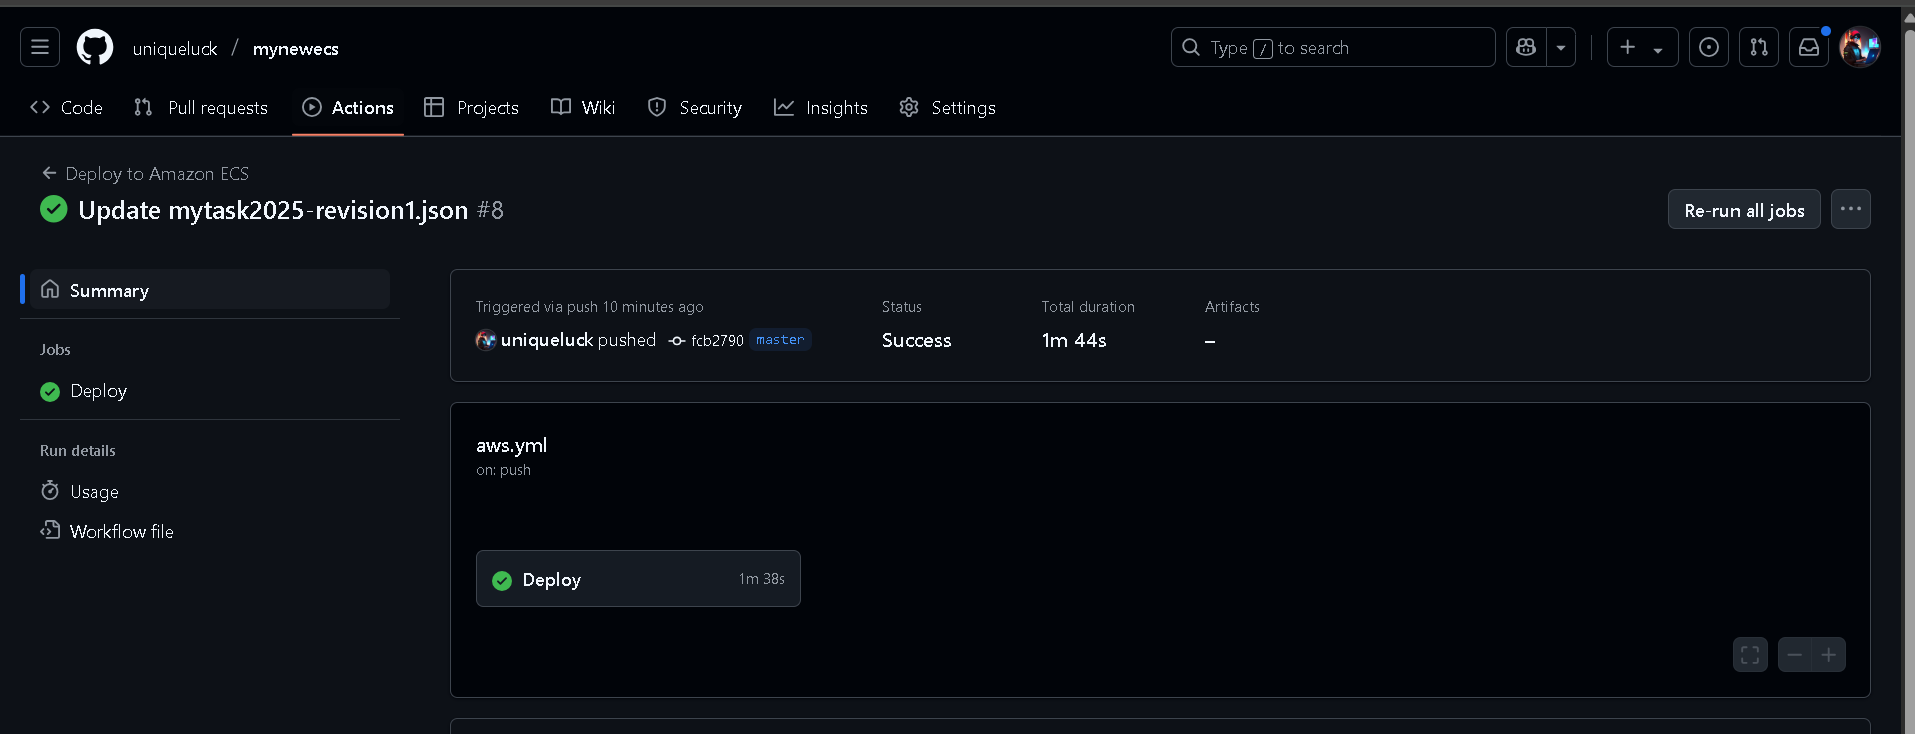 uniqueluck / mynewecs
Type / to search
Code
Pull requests
Actions
Projects
Wiki
Security
Insights
Settings
Deploy to Amazon ECS
Update mytask2025-revision1.json #8
Re-run all jobs
Summary
Jobs
Deploy
Run details
Usage
Workflow file
Triggered via push 10 minutes ago
uniqueluck pushed fcb2790 master
Status
Success
Total duration
1m 44s
Artifacts
–
aws.yml
on: push
Deploy 1m 38s